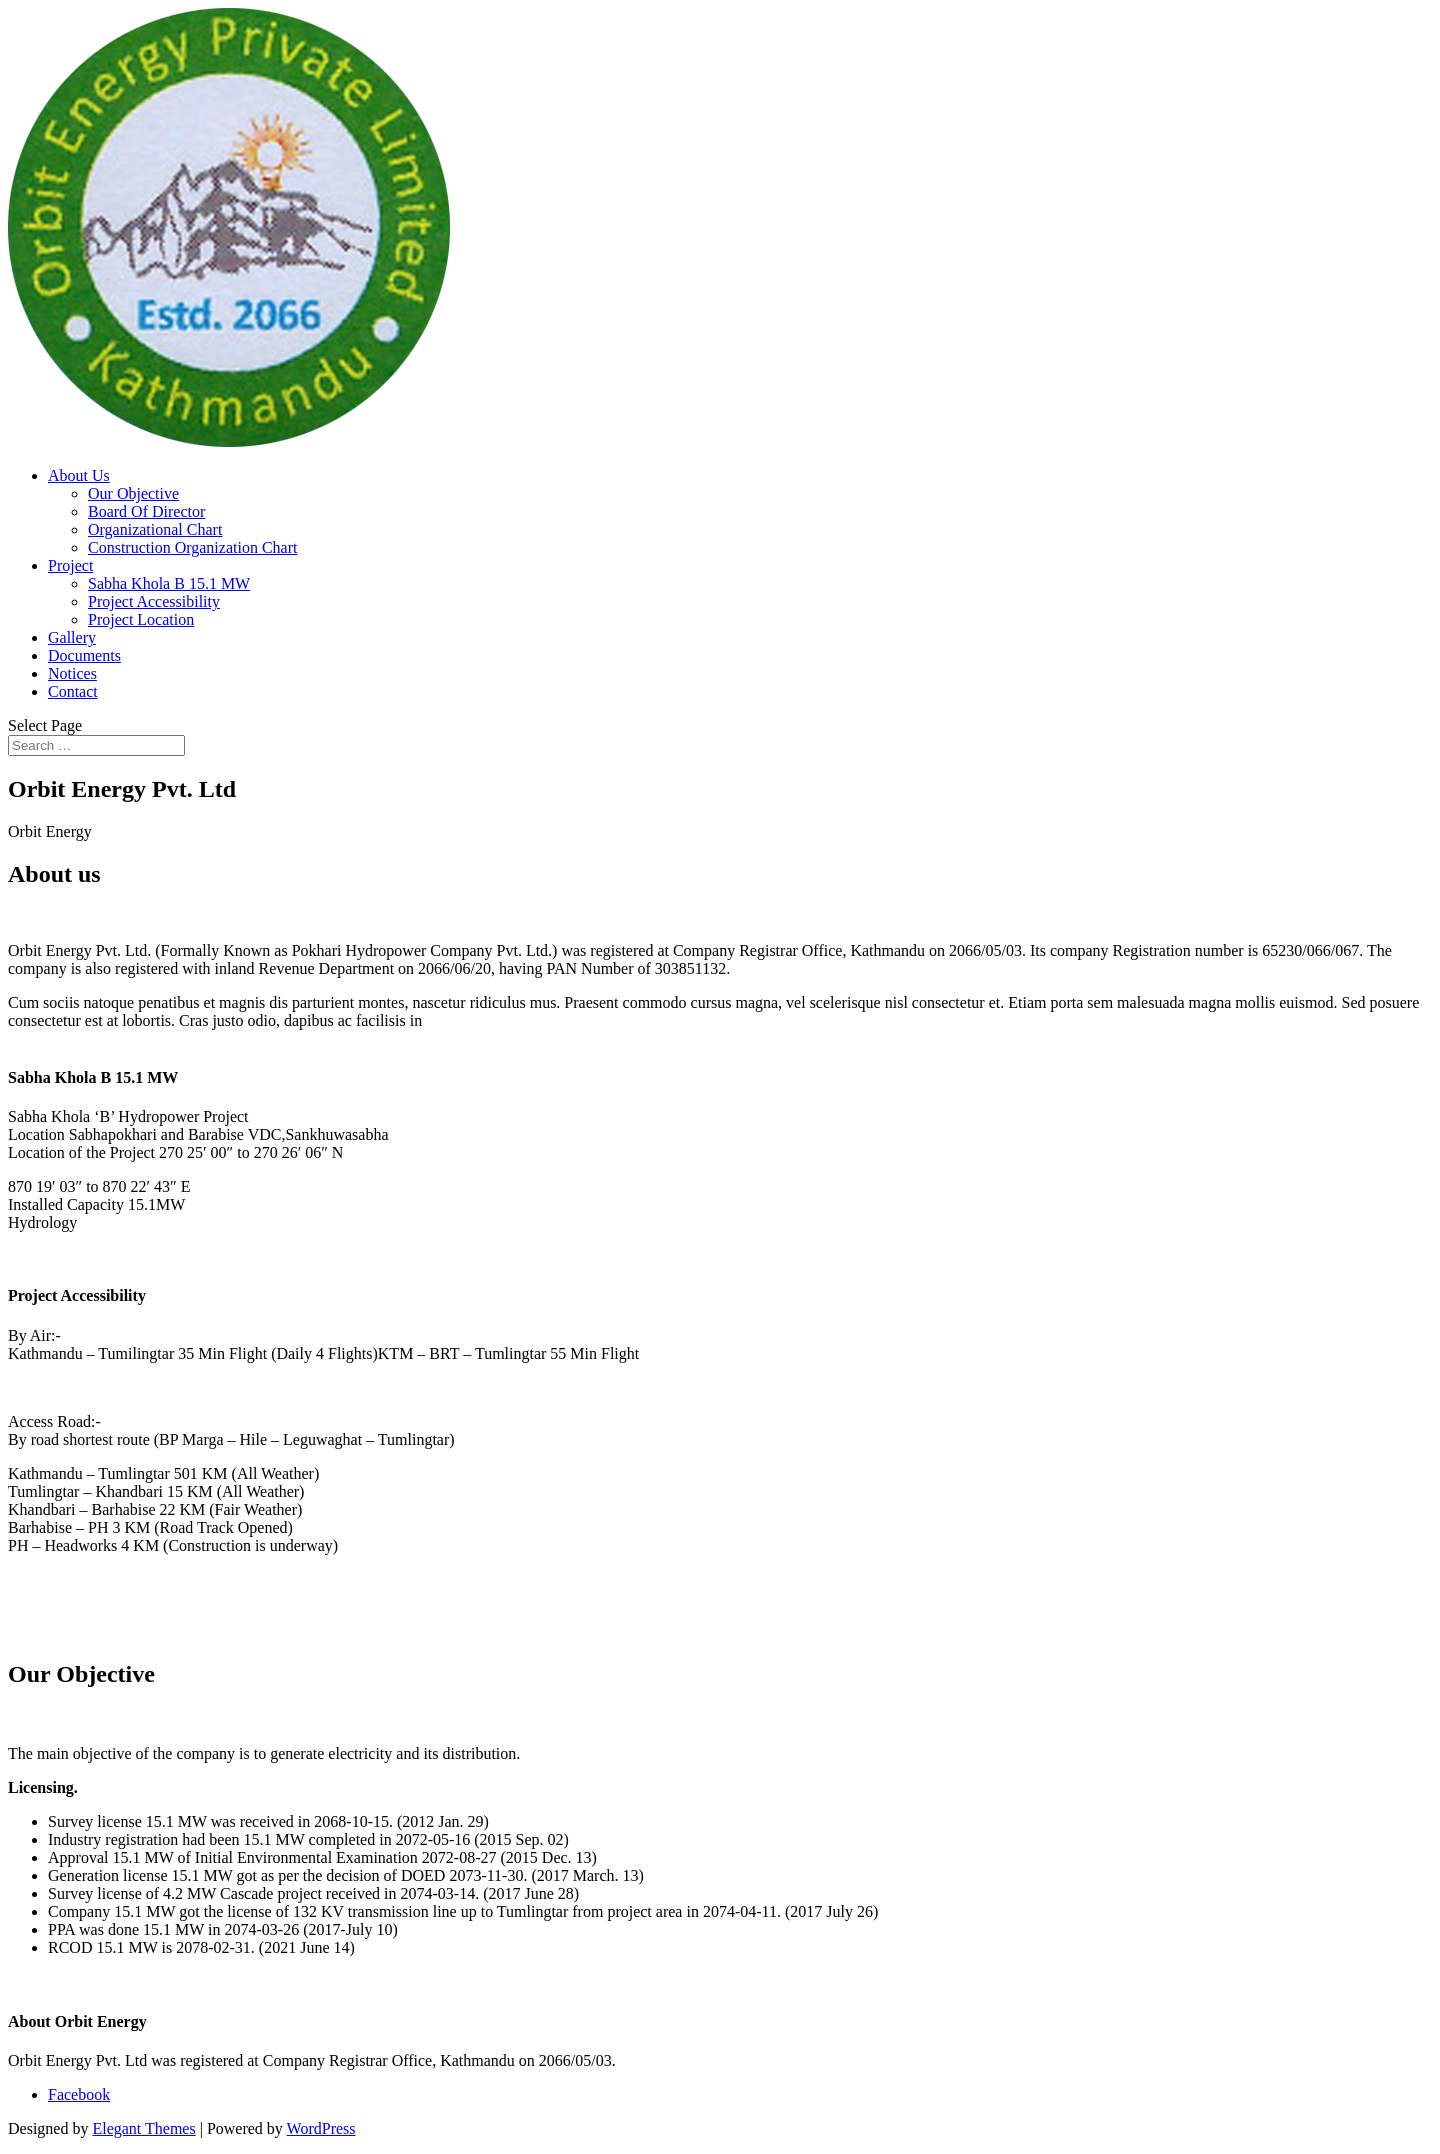 Orbit Energy Private Limited
Estd. 2066
Kathmandu
About Us
Our Objective
Board Of Director
Organizational Chart
Construction Organization Chart
Project
Sabha Khola B 15.1 MW
Project Accessibility
Project Location
Gallery
Documents
Notices
Contact
Select Page
Search …
Orbit Energy Pvt. Ltd
Orbit Energy
About us
Orbit Energy Pvt. Ltd. (Formally Known as Pokhari Hydropower Company Pvt. Ltd.) was registered at Company Registrar Office, Kathmandu on 2066/05/03. Its company Registration number is 65230/066/067. The
company is also registered with inland Revenue Department on 2066/06/20, having PAN Number of 303851132.
Cum sociis natoque penatibus et magnis dis parturient montes, nascetur ridiculus mus. Praesent commodo cursus magna, vel scelerisque nisl consectetur et. Etiam porta sem malesuada magna mollis euismod. Sed posuere
consectetur est at lobortis. Cras justo odio, dapibus ac facilisis in
Sabha Khola B 15.1 MW
Sabha Khola ‘B’ Hydropower Project
Location Sabhapokhari and Barabise VDC,Sankhuwasabha
Location of the Project 270 25′ 00″ to 270 26′ 06″ N
870 19′ 03″ to 870 22′ 43″ E
Installed Capacity 15.1MW
Hydrology
Project Accessibility
By Air:-
Kathmandu – Tumilingtar 35 Min Flight (Daily 4 Flights)KTM – BRT – Tumlingtar 55 Min Flight
Access Road:-
By road shortest route (BP Marga – Hile – Leguwaghat – Tumlingtar)
Kathmandu – Tumlingtar 501 KM (All Weather)
Tumlingtar – Khandbari 15 KM (All Weather)
Khandbari – Barhabise 22 KM (Fair Weather)
Barhabise – PH 3 KM (Road Track Opened)
PH – Headworks 4 KM (Construction is underway)
Our Objective
The main objective of the company is to generate electricity and its distribution.
Licensing.
Survey license 15.1 MW was received in 2068-10-15. (2012 Jan. 29)
Industry registration had been 15.1 MW completed in 2072-05-16 (2015 Sep. 02)
Approval 15.1 MW of Initial Environmental Examination 2072-08-27 (2015 Dec. 13)
Generation license 15.1 MW got as per the decision of DOED 2073-11-30. (2017 March. 13)
Survey license of 4.2 MW Cascade project received in 2074-03-14. (2017 June 28)
Company 15.1 MW got the license of 132 KV transmission line up to Tumlingtar from project area in 2074-04-11. (2017 July 26)
PPA was done 15.1 MW in 2074-03-26 (2017-July 10)
RCOD 15.1 MW is 2078-02-31. (2021 June 14)
About Orbit Energy
Orbit Energy Pvt. Ltd was registered at Company Registrar Office, Kathmandu on 2066/05/03.
Facebook
Designed by Elegant Themes | Powered by WordPress